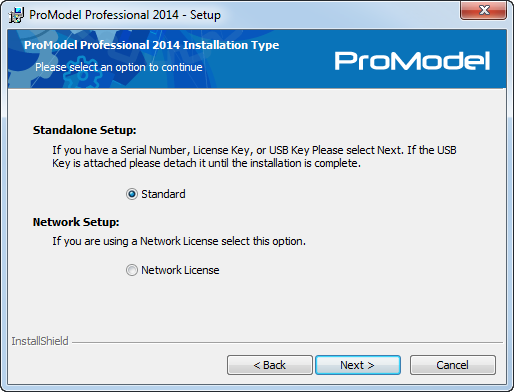 ProModel Professional 2014 - Setup
ProModel Professional 2014 Installation Type
Please select an option to continue
ProModel
Standalone Setup:
If you have a Serial Number, License Key, or USB Key Please select Next. If the USB
Key is attached please detach it until the installation is complete.
Standard
Network Setup:
If you are using a Network License select this option.
Network License
InstallShield
< Back
Next >
Cancel